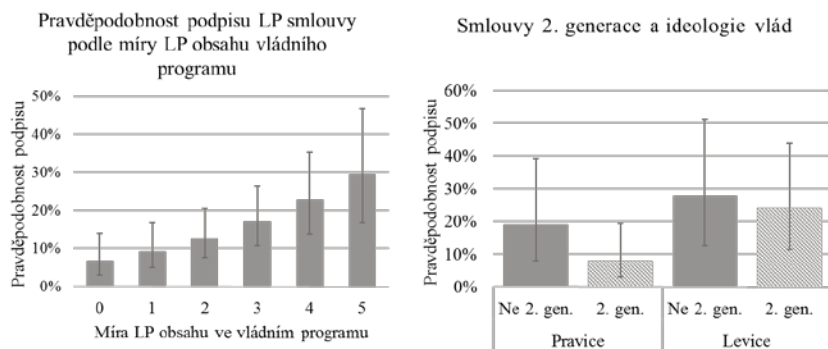 Pravděpodobnost podpisu LP smlouvy
podle míry LP obsahu vládního
programu
Pravděpodobnost podpisu
50%
40%
30%
20%
10%
0%
0 1 2 3 4 5
Míra LP obsahu ve vládním programu
Smlouvy 2. generace a ideologie vlád
Pravděpodobnost podpisu
60%
50%
40%
30%
20%
10%
0%
Ne 2. gen. 2. gen. Ne 2. gen. 2. gen.
Pravice Levice